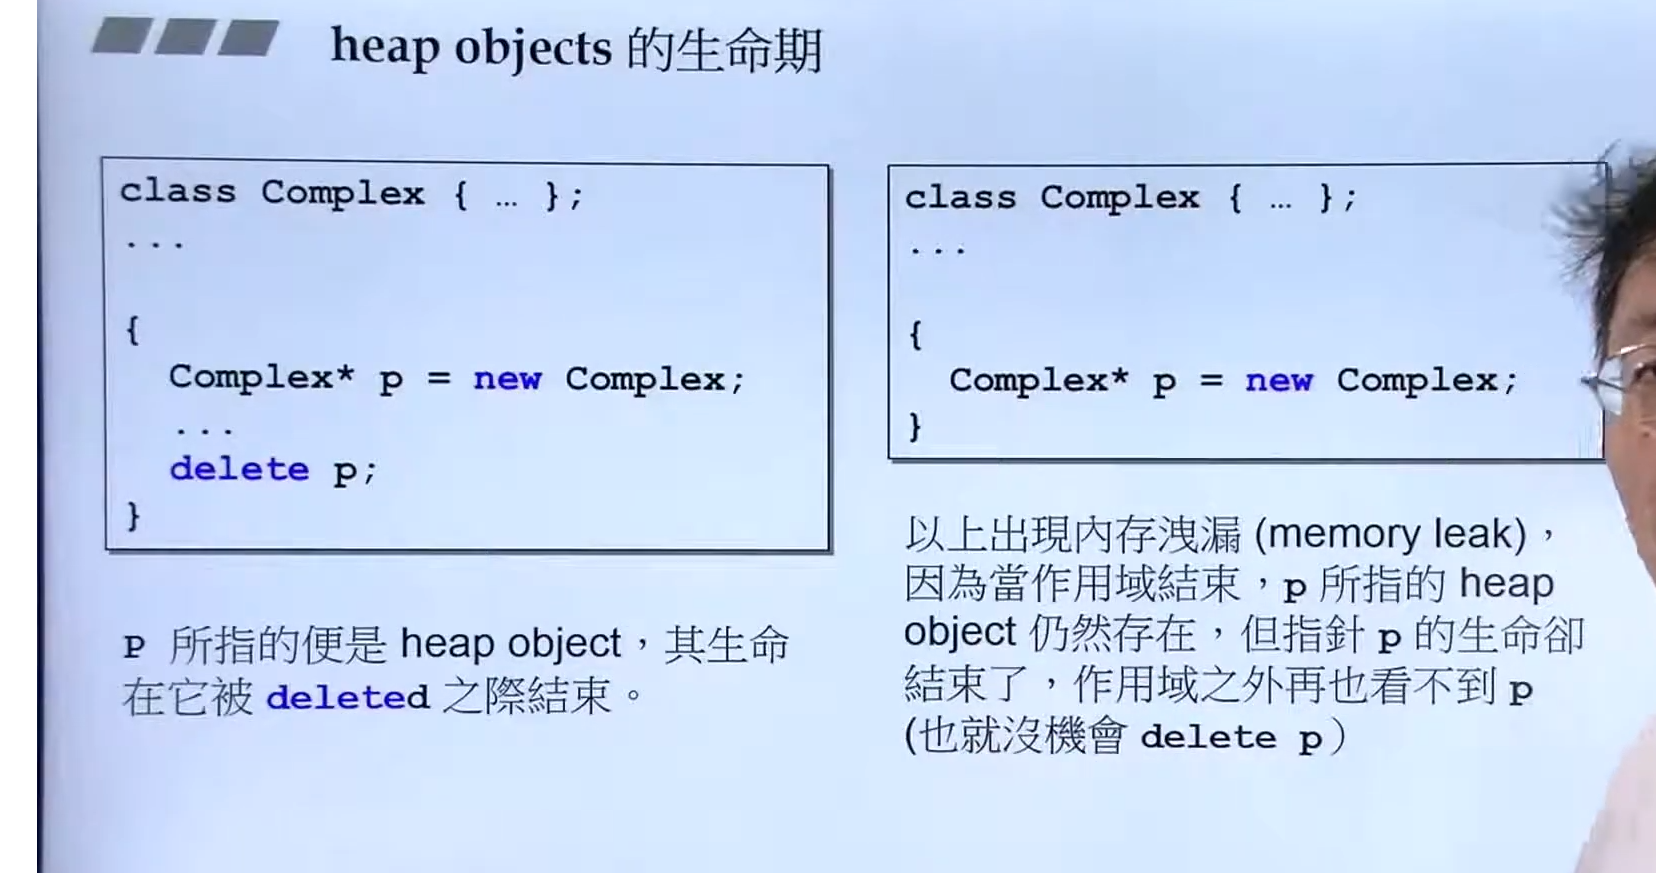 heap objects 的生命期
class Complex { … };
...
{
Complex* p = new Complex;
...
delete p;
}
P 所指的便是 heap object，其生命
在它被 deleted 之際結束。
class Complex { … };
...
{
Complex* p = new Complex;
}
以上出現內存洩漏 (memory leak)，
因為當作用域結束，p 所指的 heap
object 仍然存在，但指針 p 的生命卻
結束了，作用域之外再也看不到 p
(也就沒機會 delete p）